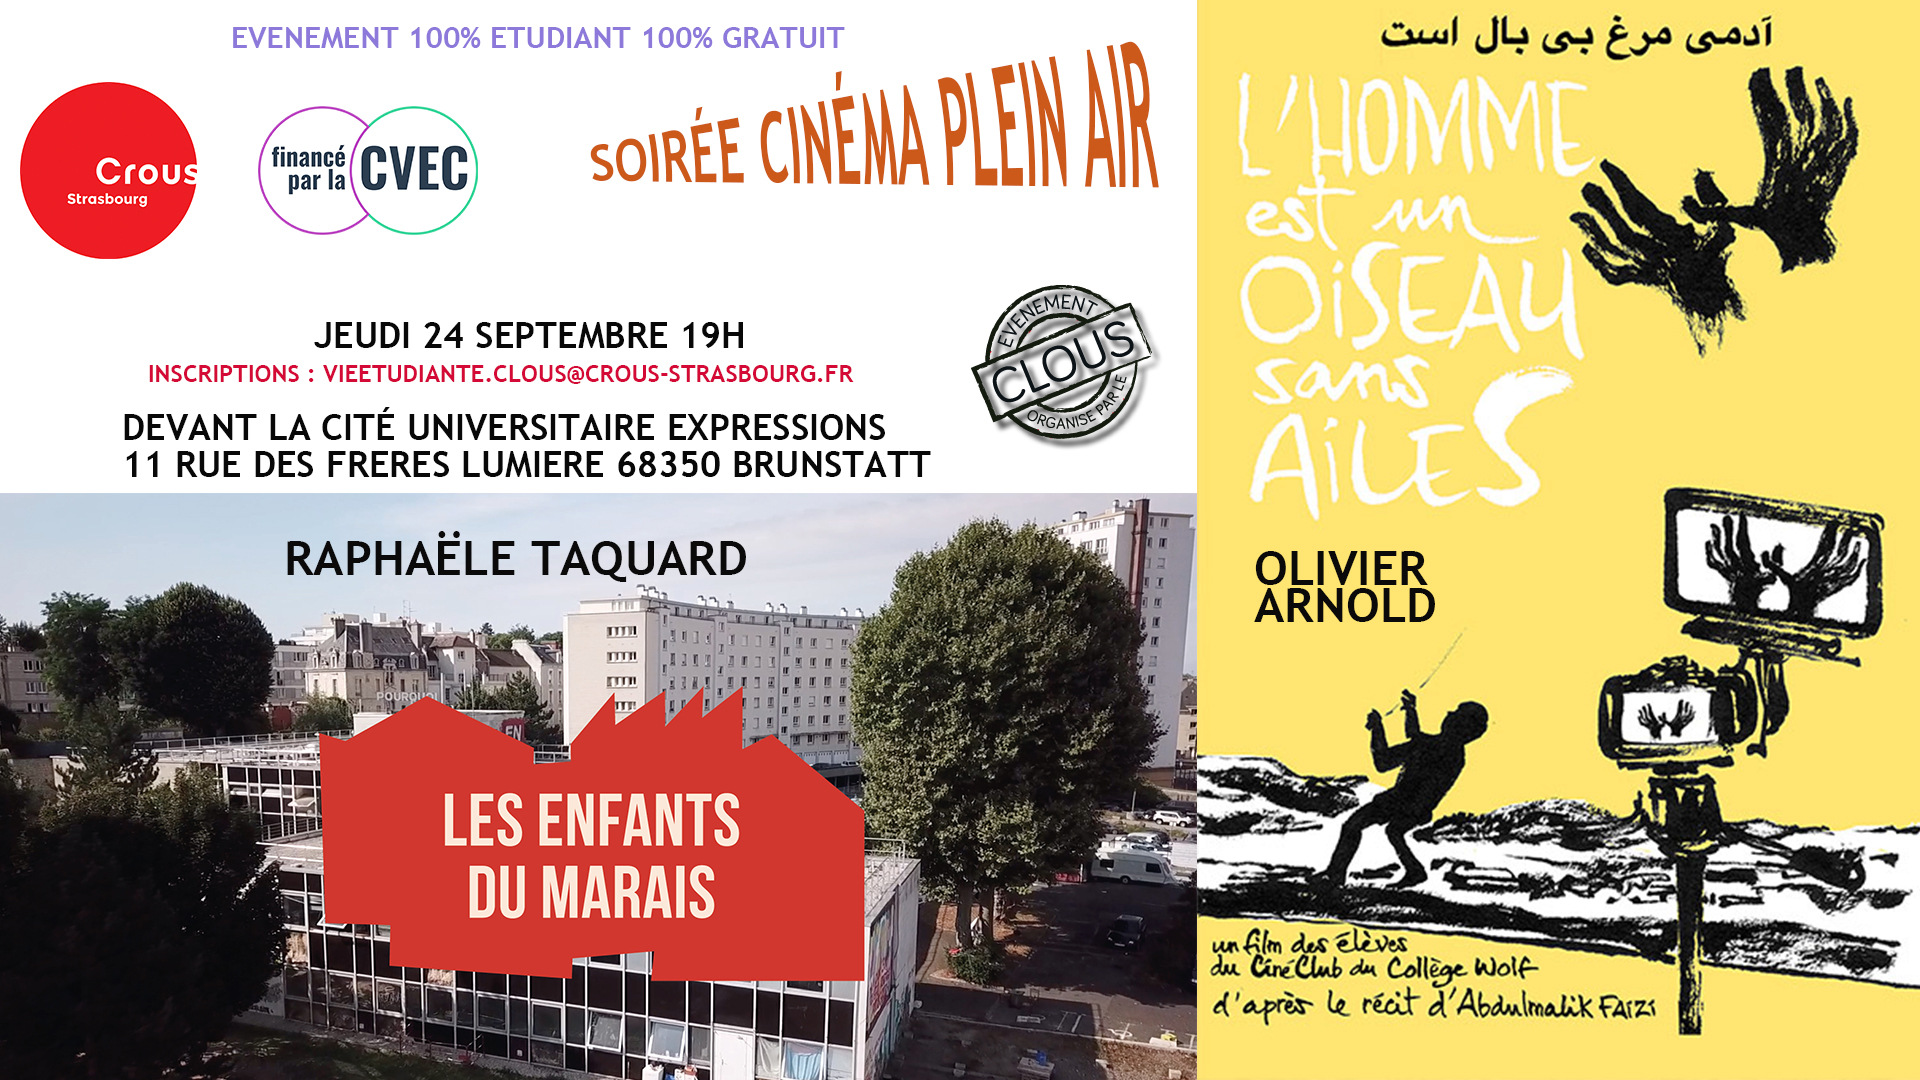 EVENEMENT 100% ETUDIANT 100% GRATUIT
Crous
Strasbourg
financé
par la
CVEC
SOIRÉE CINÉMA PLEIN AIR
JEUDI 24 SEPTEMBRE 19H
INSCRIPTIONS : VIEETUDIANTE.CLOUS@CROUS-STRASBOURG.FR
EVENEMENT
CLOUS
ORGANISE PAR LE
DEVANT LA CITÉ UNIVERSITAIRE EXPRESSIONS
11 RUE DES FRERES LUMIERE 68350 BRUNSTATT
RAPHAËLE TAQUARD
POURQUOI
EN
LES ENFANTS
DU MARAIS
آدمی مرغ بی بال است
L'HOMME
est un
OiSEAU
sans
AiLES
OLIVIER
ARNOLD
un film des élèves
du CinéClub du Collège Wolf
d'après le récit d'Abdulmalik FAIZI